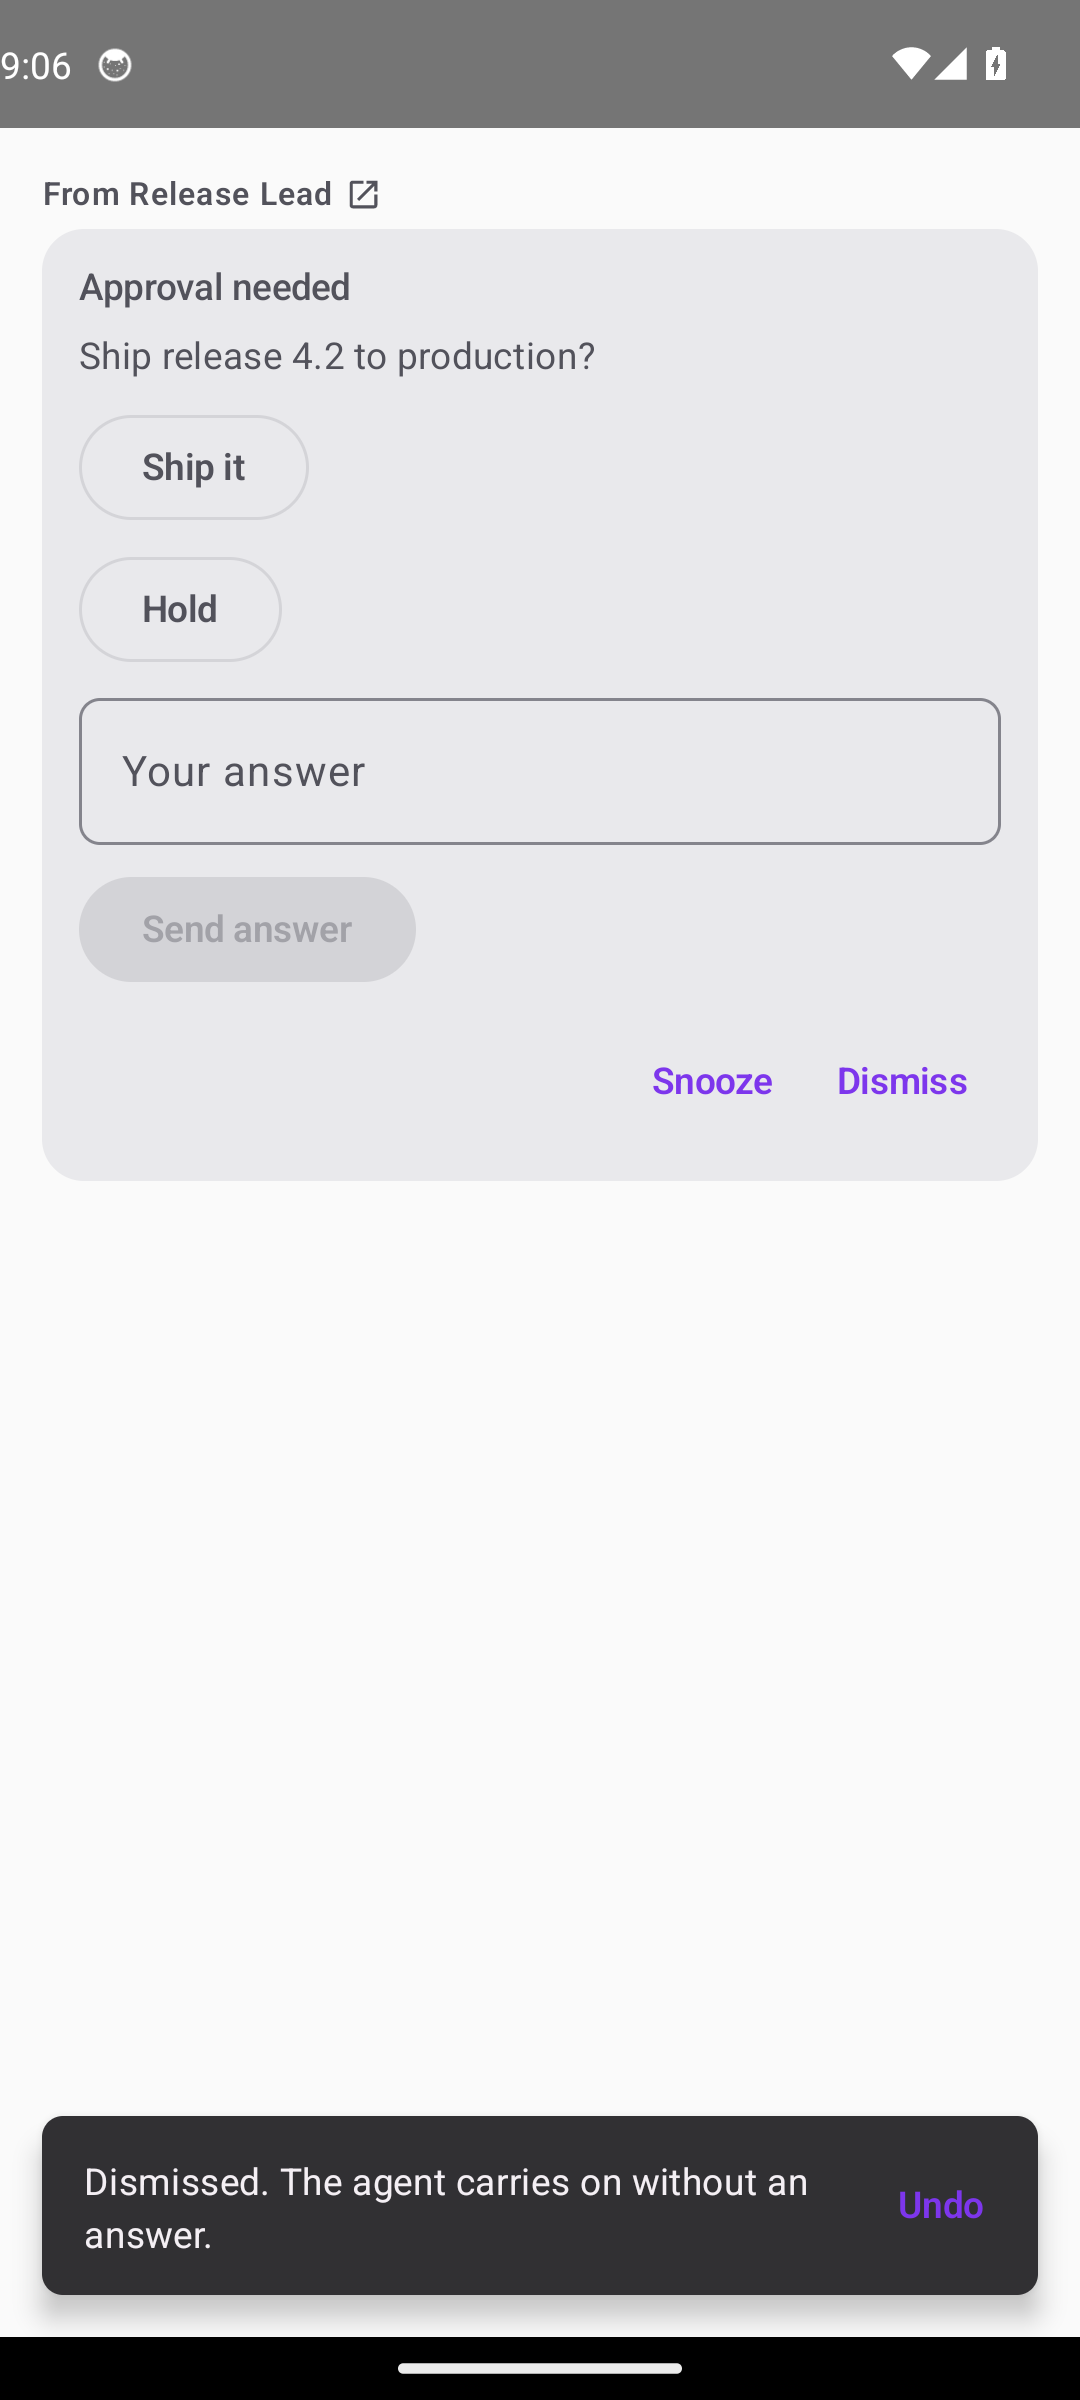 9:06
From Release Lead
Approval needed
Ship release 4.2 to production?
Ship it
Hold
Your answer
Send answer
Snooze Dismiss
Dismissed. The agent carries on without an
answer.
Undo